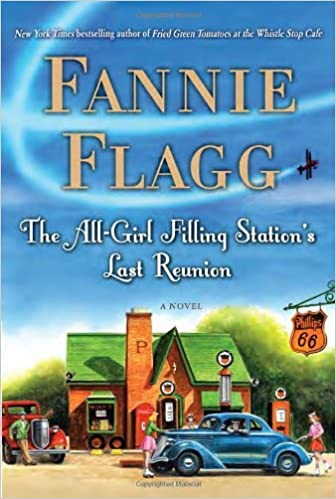 New York Times bestselling author of Fried Green Tomatoes at the Whistle Stop Cafe
FANNIE
FLAGG
The All-Girl Filling Station's
Last Reunion
A NOVEL
Phillips
66
P